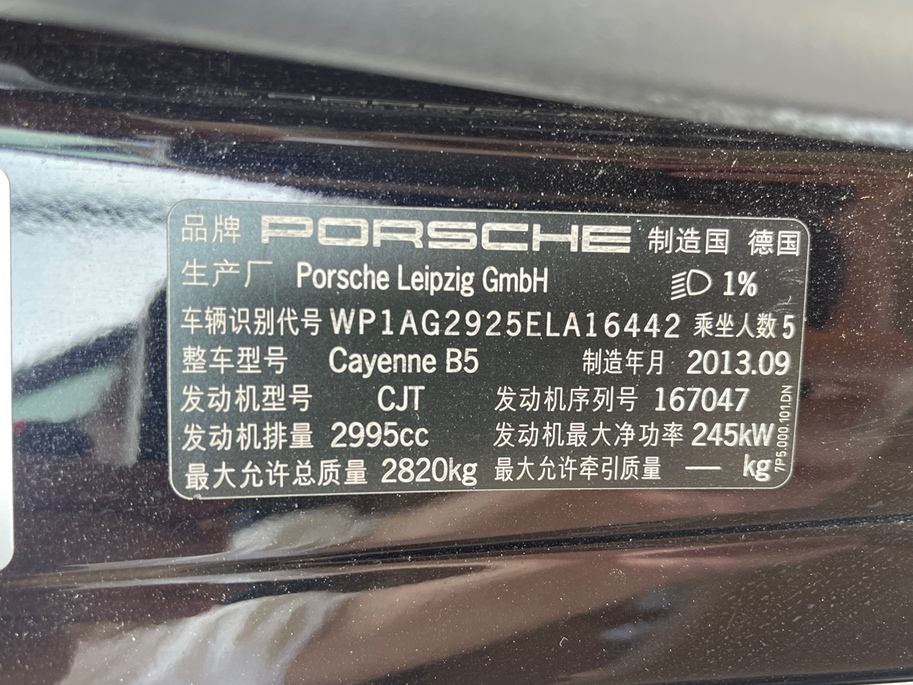 品牌 PORSCHE 制造国 德国
生产厂 Porsche Leipzig GmbH 1%
车辆识别代号 WP1AG2925ELA16442 乘坐人数 5
整车型号 Cayenne B5 制造年月 2013.09
发动机型号 CJT 发动机序列号 167047
发动机排量 2995cc 发动机最大净功率 245kW
最大允许总质量 2820kg 最大允许牵引质量 — kg
7P5.000.101.DN